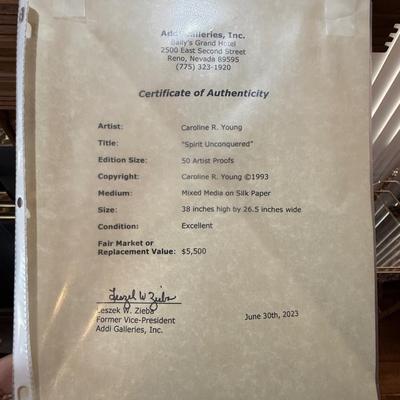 Addi Galleries, Inc.
Bally's Grand Hotel
2500 East Second Street
Reno, Nevada 89595
(775) 323-1920
Certificate of Authenticity
Artist: Caroline R. Young
Title: "Spirit Unconquered"
Edition Size: 50 Artist Proofs
Copyright: Caroline R. Young ©1993
Medium: Mixed Media on Silk Paper
Size: 38 inches high by 26.5 inches wide
Condition: Excellent
Fair Market or
Replacement Value: $5,500
Leszek W Zieba
Leszek W. Zieba
Former Vice-President
Addi Galleries, Inc.
June 30th, 2023